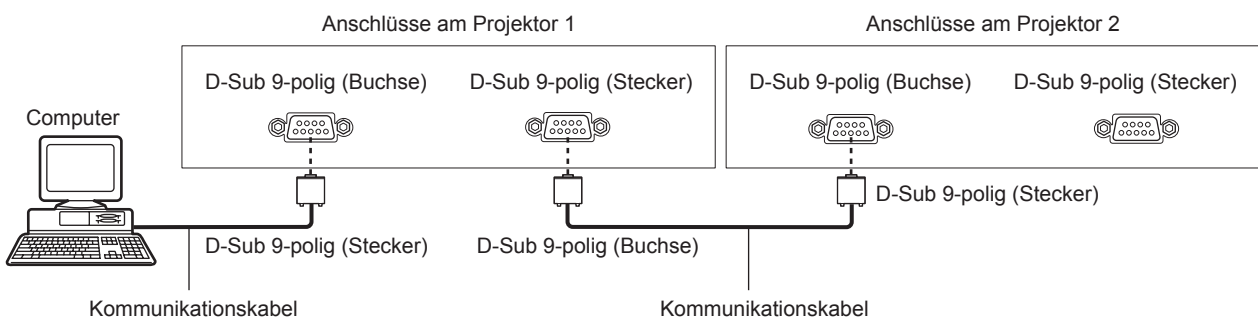 Anschlüsse am Projektor 1
Anschlüsse am Projektor 2
D-Sub 9-polig (Buchse)
D-Sub 9-polig (Stecker)
D-Sub 9-polig (Buchse)
D-Sub 9-polig (Stecker)
Computer
D-Sub 9-polig (Stecker)
D-Sub 9-polig (Stecker)
D-Sub 9-polig (Buchse)
Kommunikationskabel
Kommunikationskabel